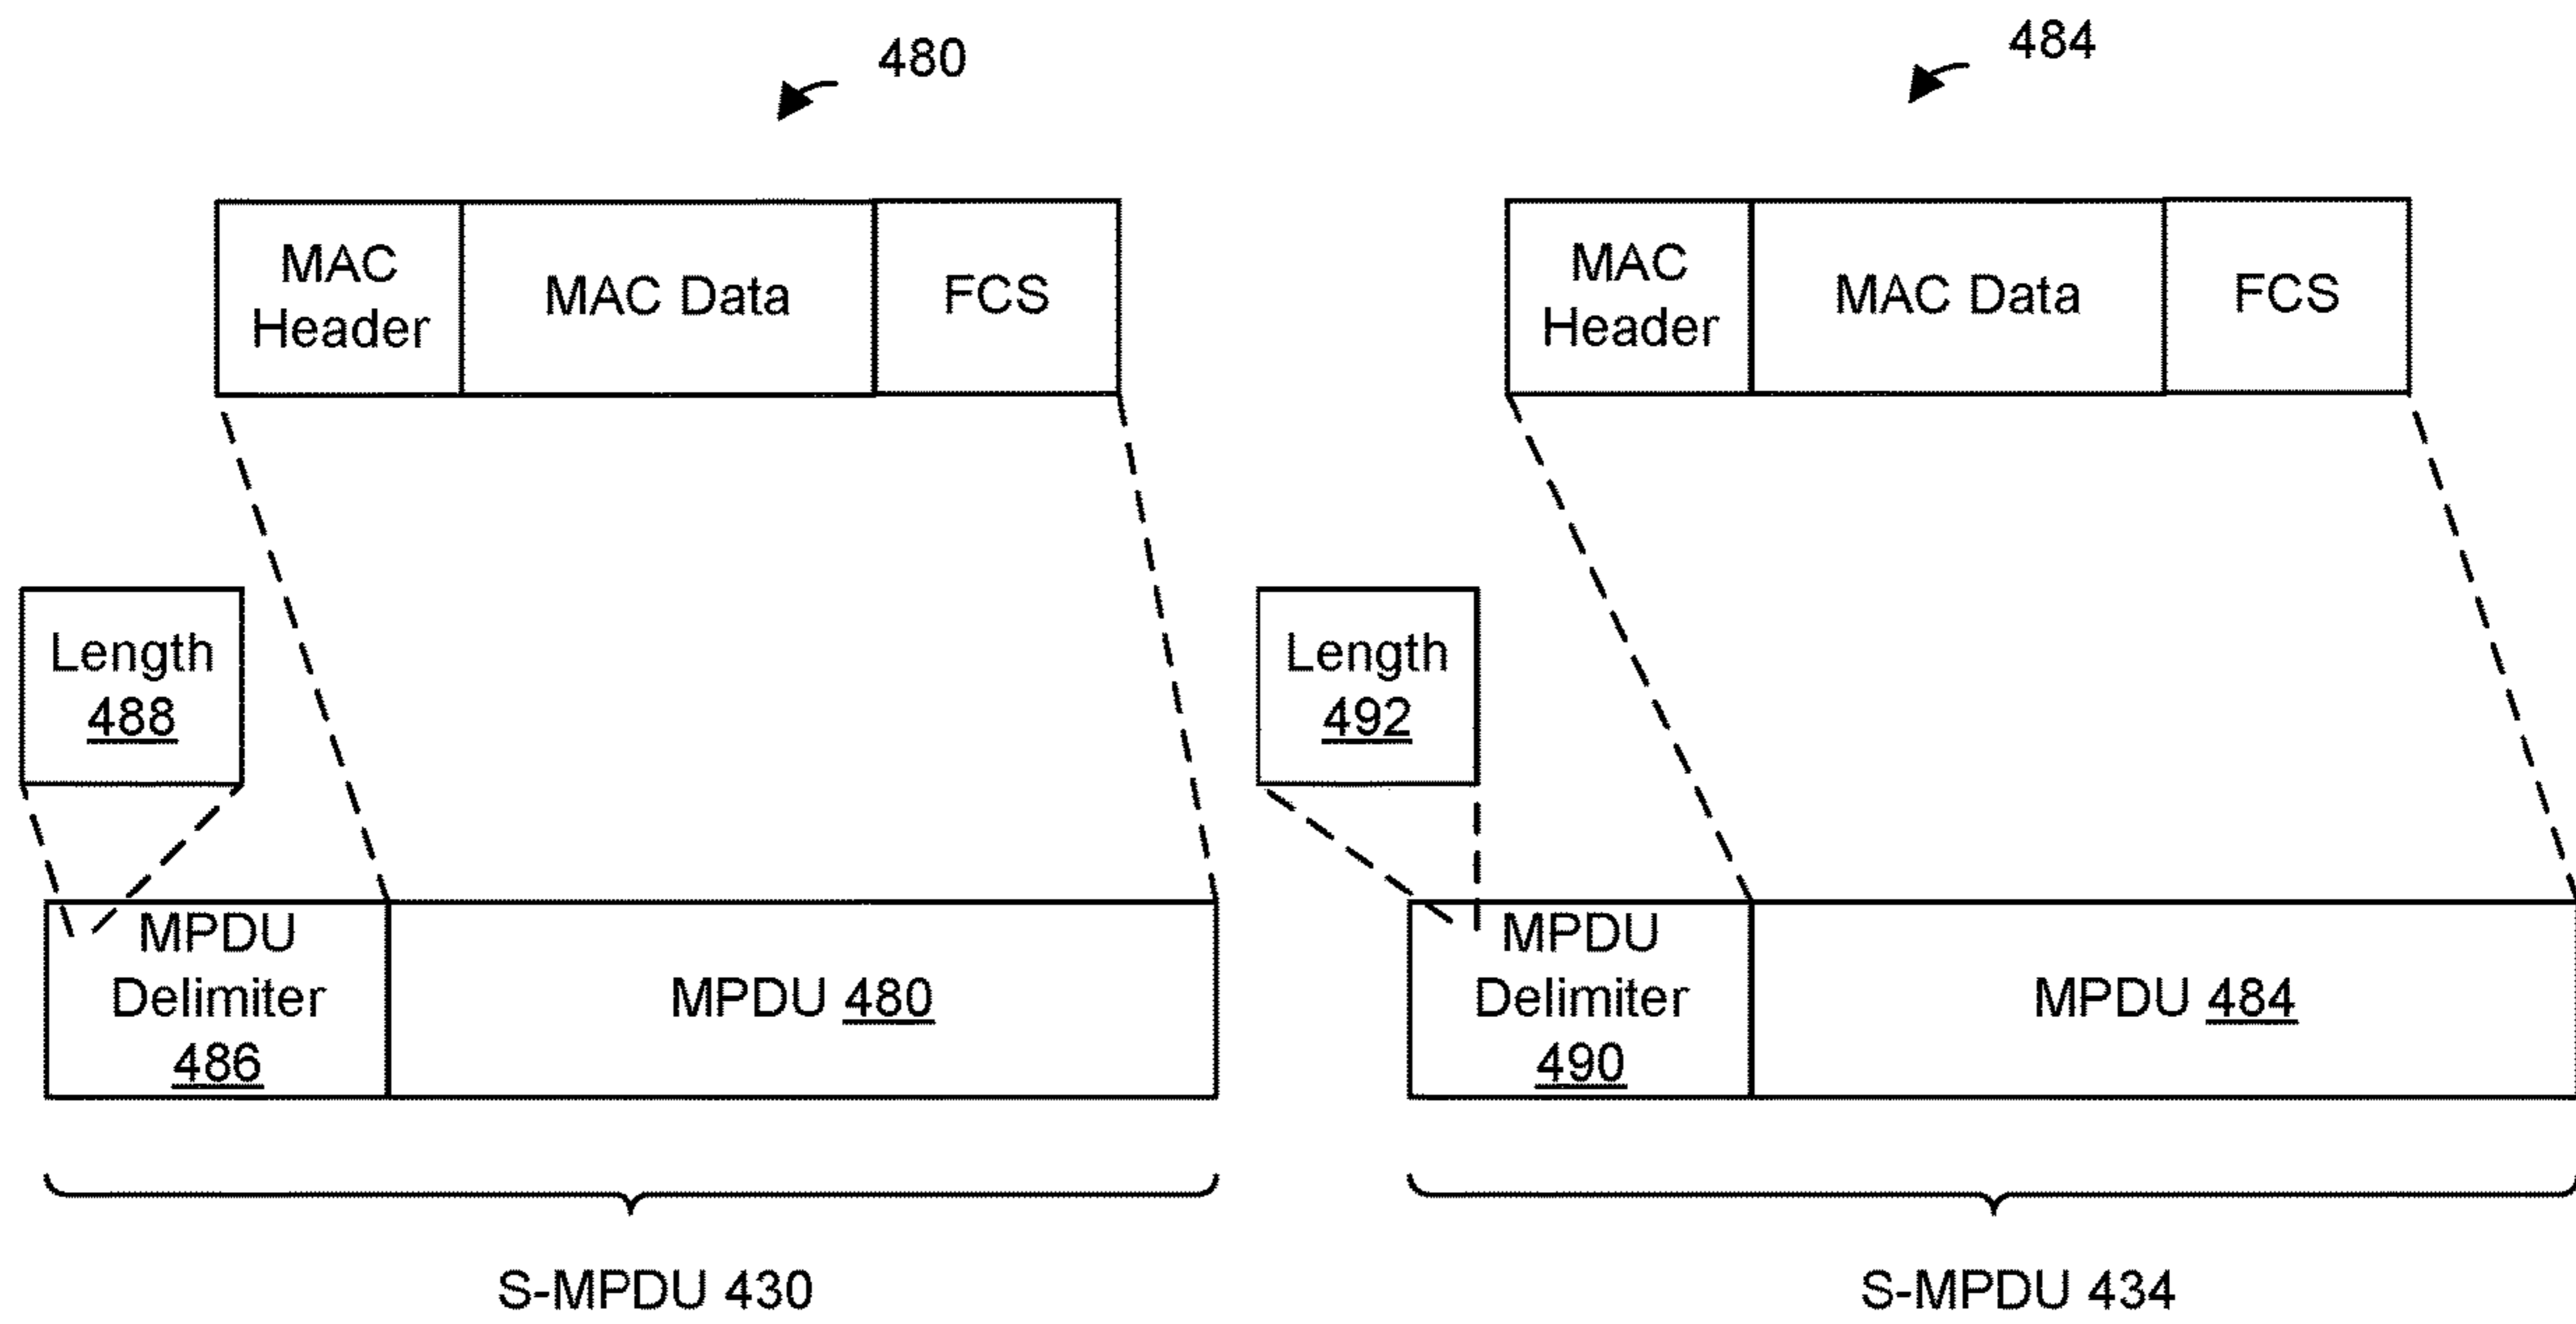 480
484
MAC
Header
MAC Data
FCS
MAC
Header
MAC Data
FCS
Length
488
Length
492
MPDU
Delimiter
486
MPDU 480
MPDU
Delimiter
490
MPDU 484
S-MPDU 430
S-MPDU 434